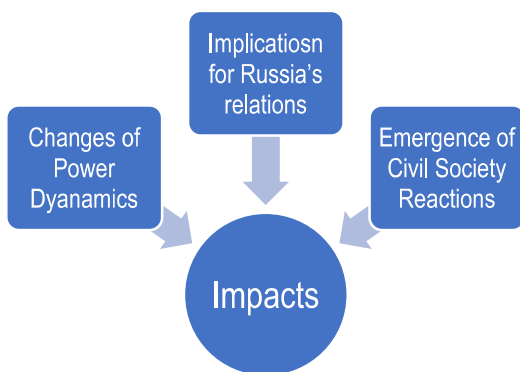 Implicatiosn
for Russia's
relations
Changes of
Power
Dyanamics
Emergence of
Civil Society
Reactions
Impacts